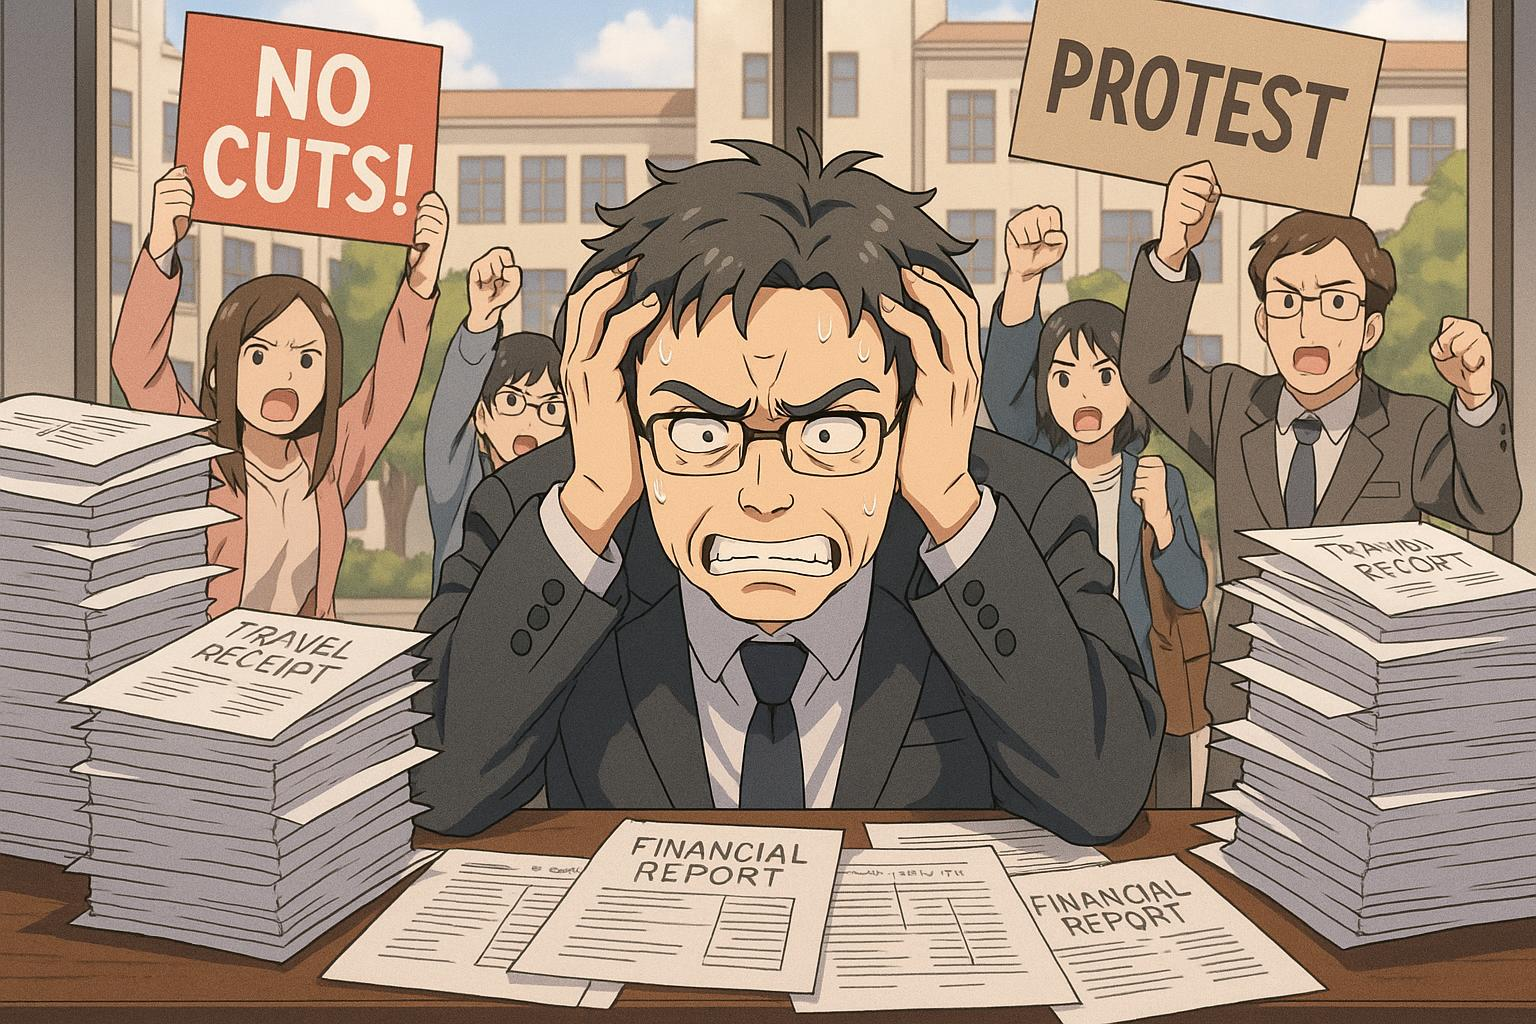 NO
CUTS!
PROTEST
TRAVEL
RECEIPT
FINANCIAL
REPORT
FINANCIAL
REPORT